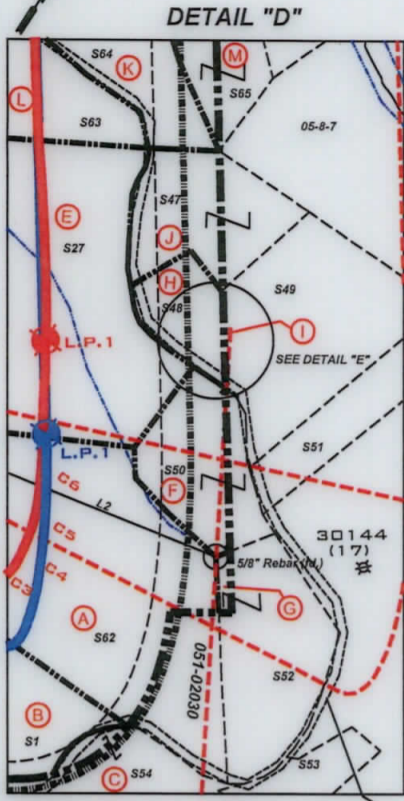 DETAIL "D"
S64
K
M
S65
L
S63
05-8-7
S47
E
S27
J
H
S48
S49
I
L.P.1
SEE DETAIL "E"
L.P.1
S51
C6
L2
S50
F
30144
(17)
C5
5/8" Rebar (fd.)
C3
C4
G
A
S62
051-02030
S52
B
S1
C
S54
S53